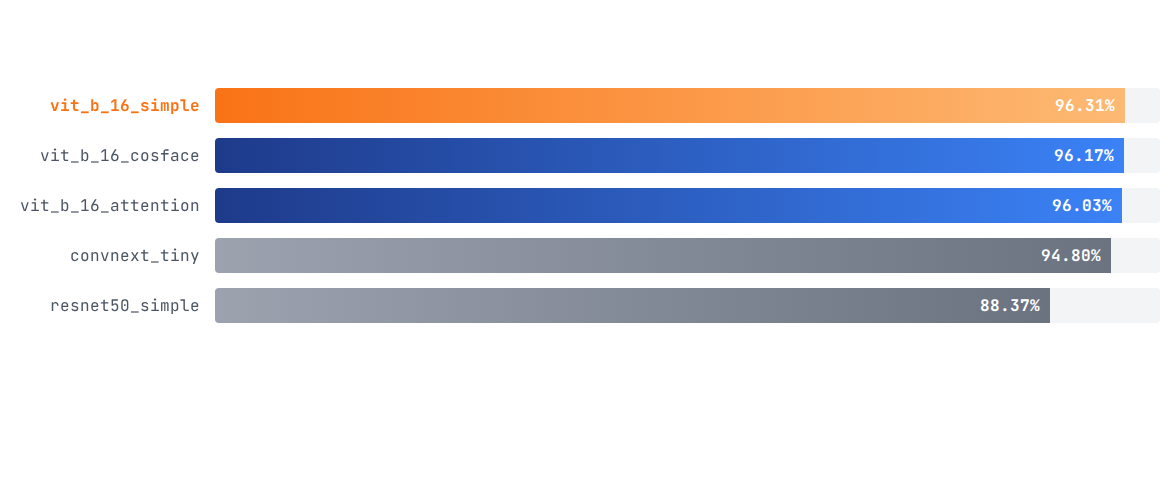 vit_b_16_simple 96.31%
vit_b_16_cosface 96.17%
vit_b_16_attention 96.03%
convnext_tiny 94.80%
resnet50_simple 88.37%